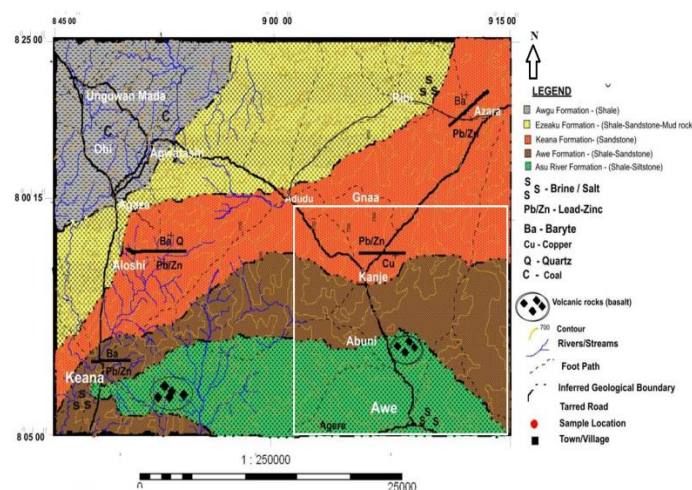 8 45 00
9 00 00
9 15 00
8 25 00
8 00 15
8 05 00
N
Ungowan Mada
C
C
Obi
Agwatashi
Agaza
Ribi
S
S S
Ba
Azara
Pb/Zn
Adudu
Gnaa
700
Ba Q
Pb/Zn
Aloshi
Pb/Zn
Cu
Kanje
Abuni
Ba
Pb/Zn
Keana
S
S S
Awe
S
S S
Agere
1 : 250000
0
25000
LEGEND
Awgu Formation - (Shale)
Ezeaku Formation - (Shale-Sandstone-Mud rock
Keana Formation - (Sandstone)
Awe Formation - (Shale-Sandstone)
Asu River Formation - (Shale-Siltstone)
S
S - Brine / Salt
S
Pb/Zn - Lead-Zinc
Ba - Baryte
Cu - Copper
Q - Quartz
C - Coal
Volcanic rocks (basalt)
700 Contour
Rivers/Streams
Foot Path
Inferred Geological Boundary
Tarred Road
Sample Location
Town/Village